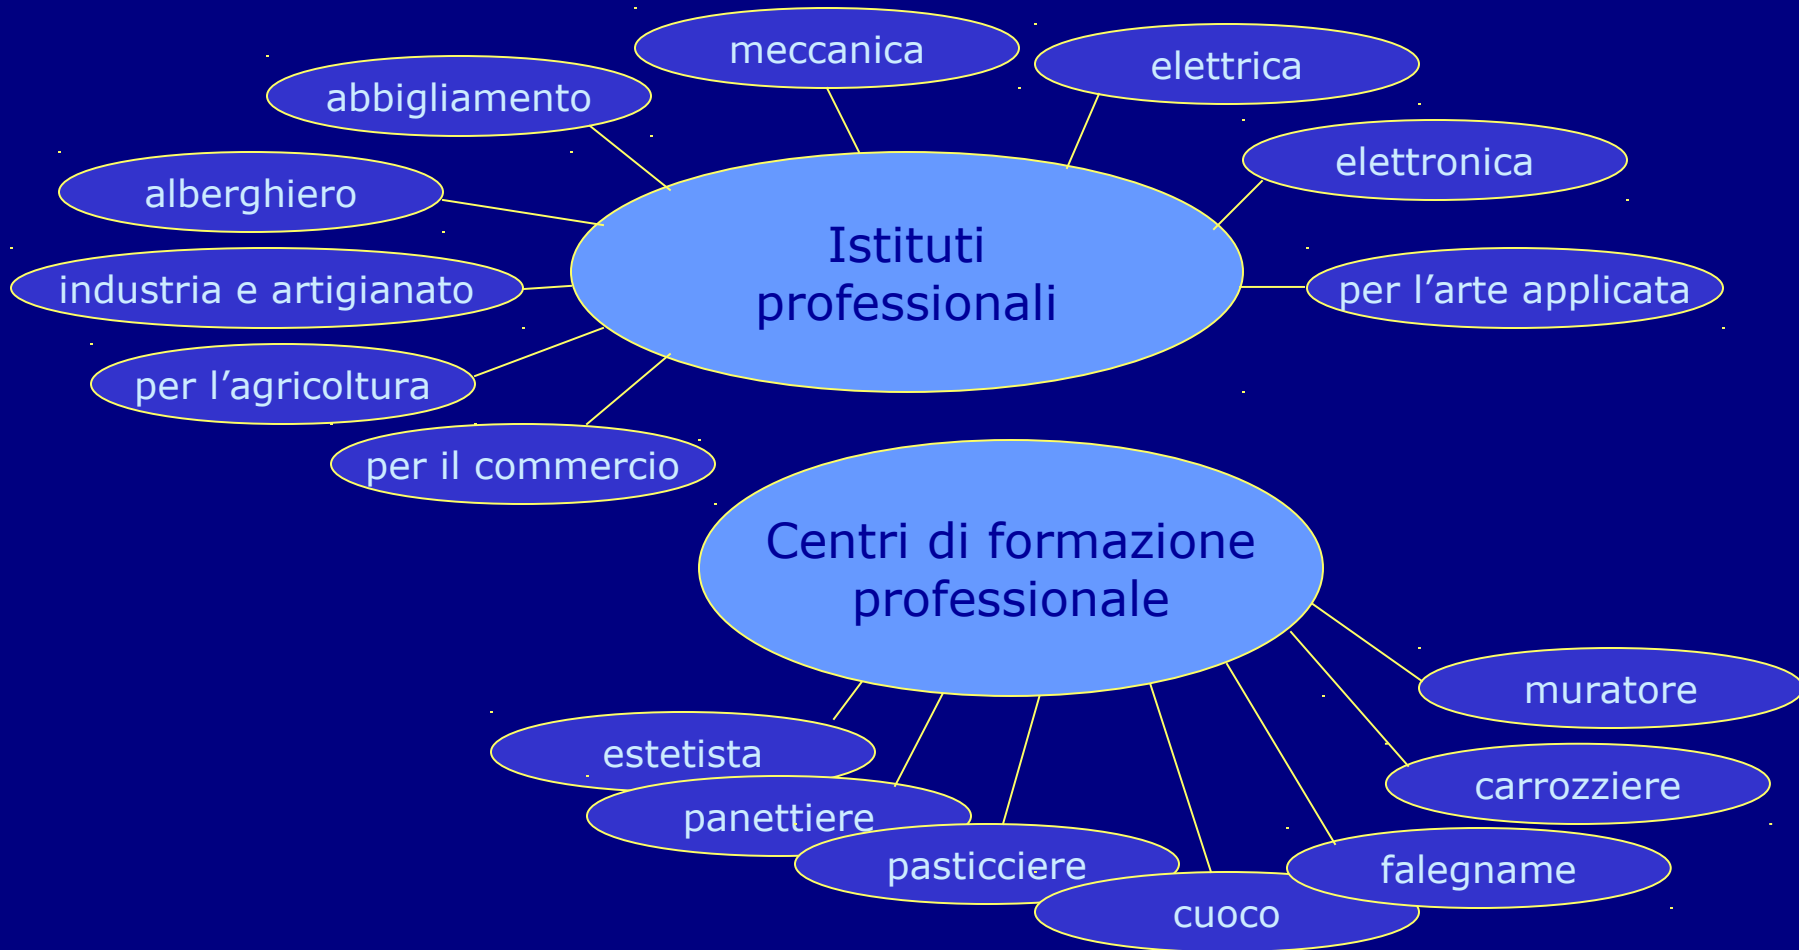 meccanica
elettrica
abbigliamento
elettronica
alberghiero
Istituti
professionali
industria e artigianato
per l’arte applicata
per l’agricoltura
per il commercio
Centri di formazione
professionale
muratore
estetista
carrozziere
panettiere
pasticciere
falegname
cuoco